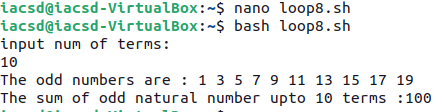 iacsd@iacsd-VirtualBox:~$ nano loop8.sh
iacsd@iacsd-VirtualBox:~$ bash loop8.sh
input num of terms:
10
The odd numbers are : 1 3 5 7 9 11 13 15 17 19
The sum of odd natural number upto 10 terms :100